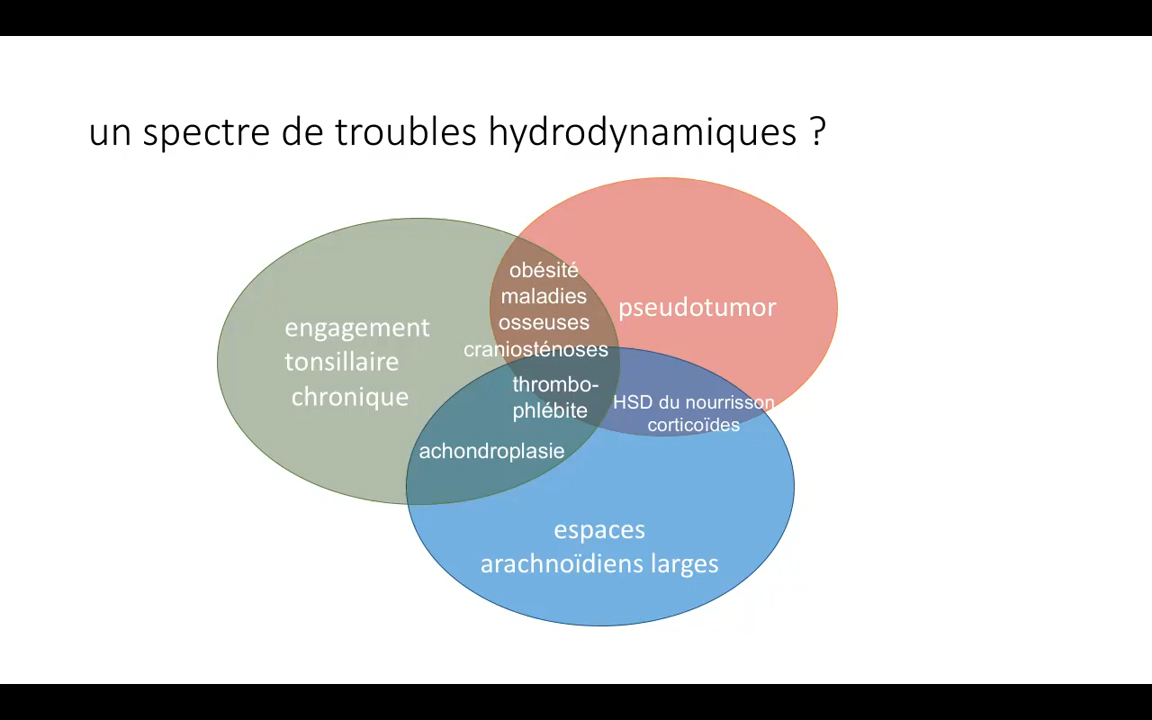 un spectre de troubles hydrodynamiques ?
obésité
maladies
osseuses
craniosténoses
pseudotumor
engagement
tonsillaire
chronique
thrombo-
phlébite
HSD du nourrisson
corticoïdes
achondroplasie
espaces
arachnoïdiens larges